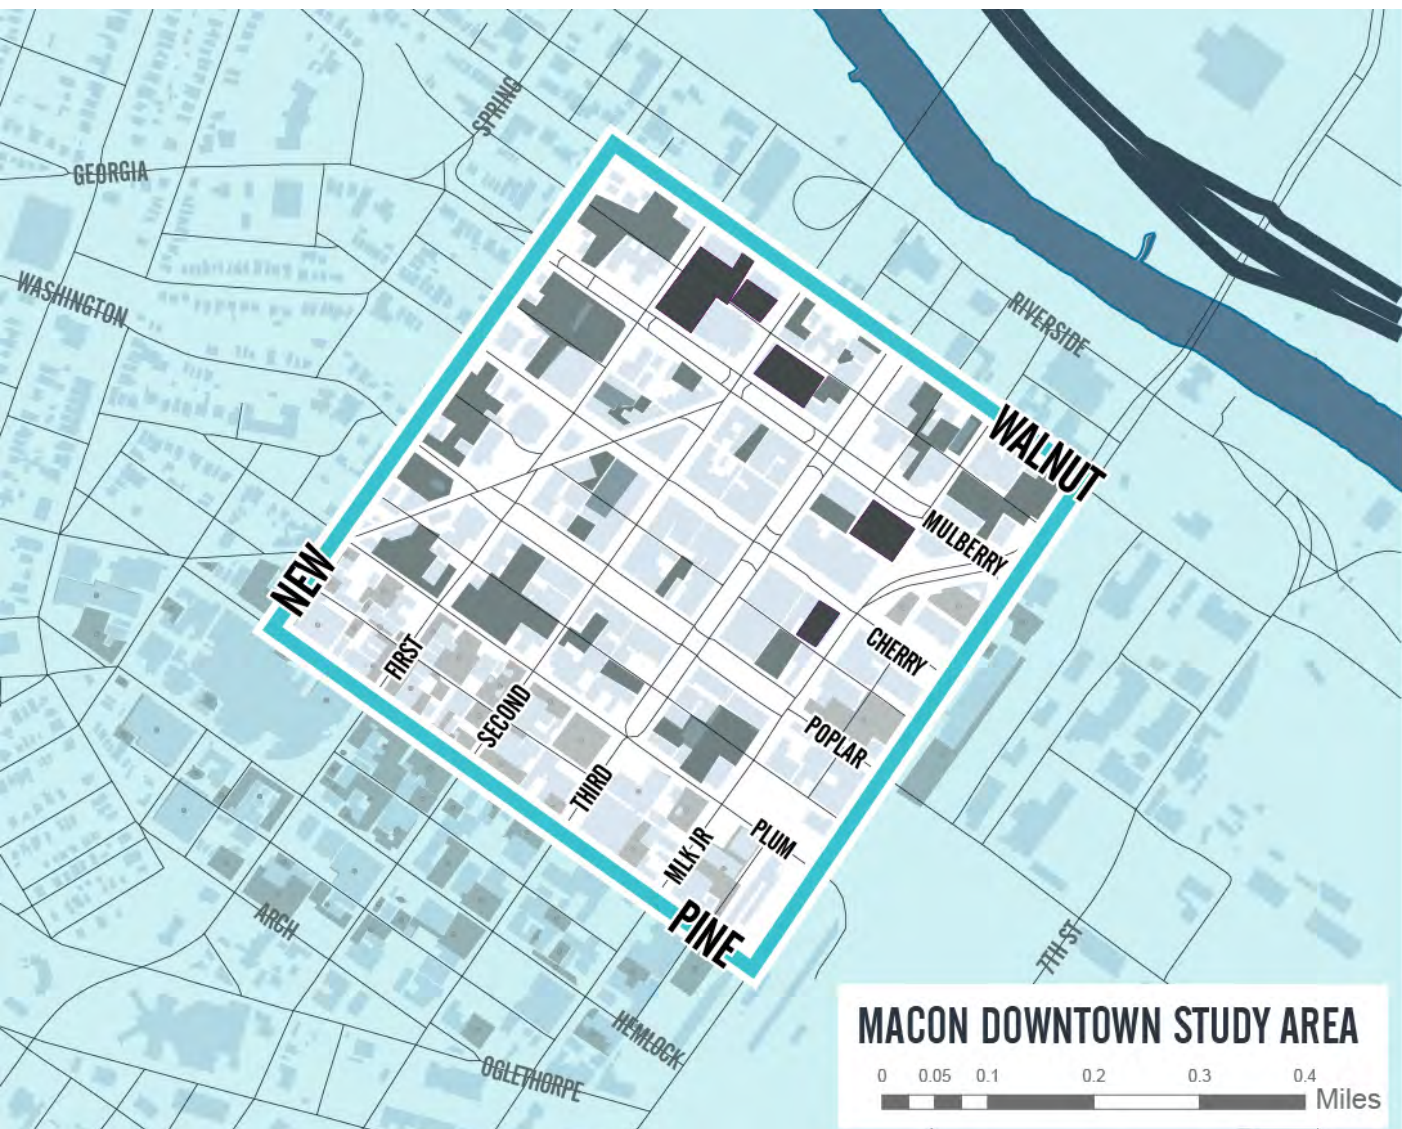 SPRING
GEORGIA
WASHINGTON
RIVERSIDE
WALNUT
MULBERRY
NEW
CHERRY
FIRST
SECOND
POPLAR
THIRD
PLUM
MLK JR
PINE
ARCH
7TH ST
HEMLOCK
OGLETHORPE
MACON DOWNTOWN STUDY AREA
0 0.05 0.1 0.2 0.3 0.4
Miles